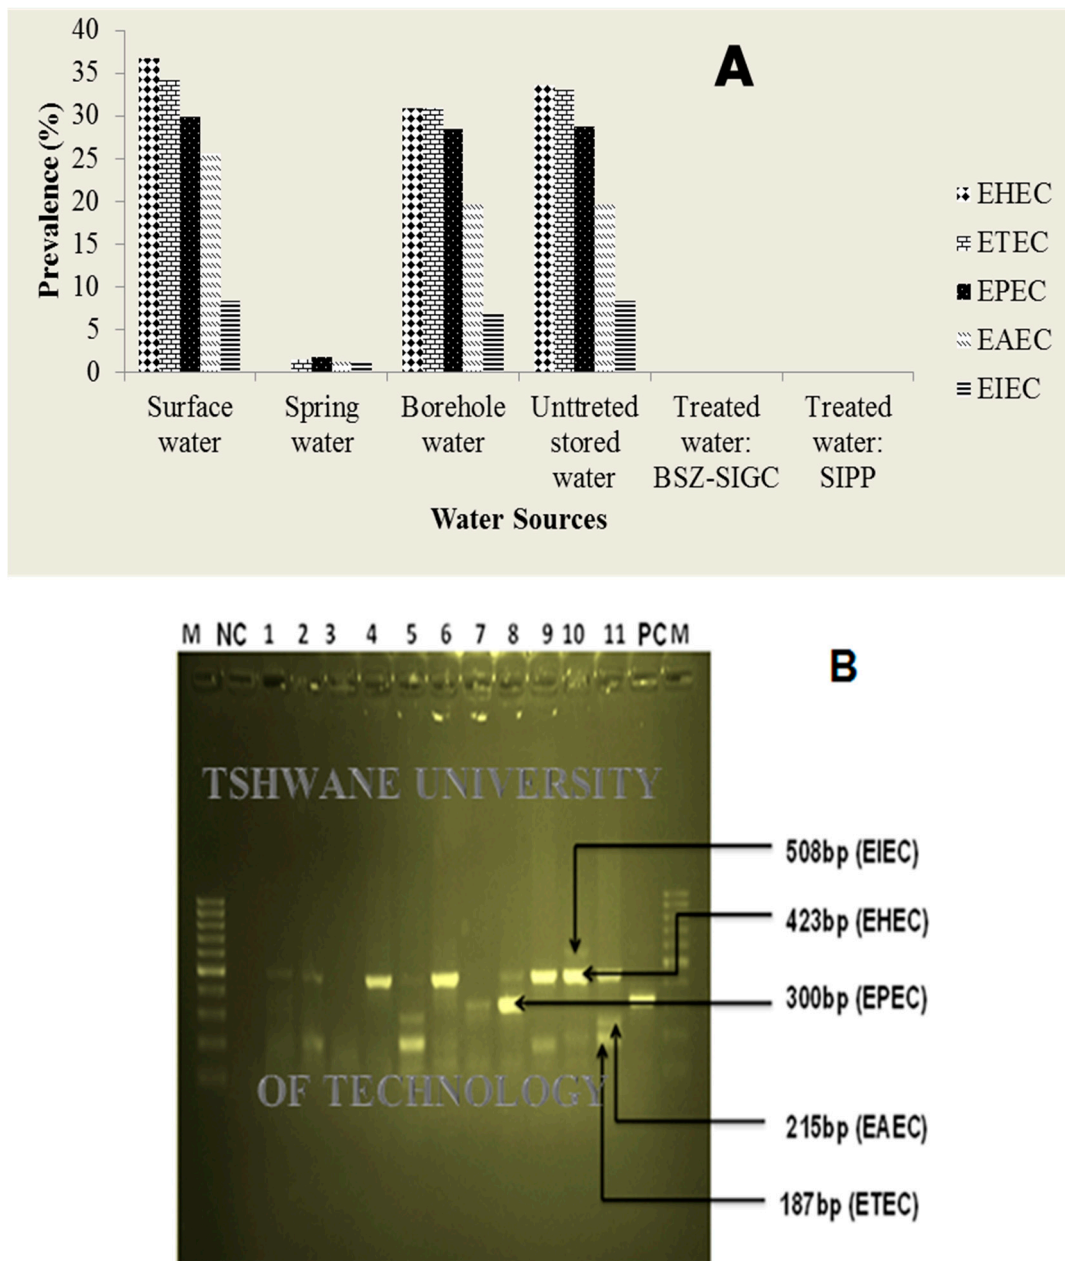 40
35
30
25
20
15
10
5
0
Prevalence (%)
A
EHEC
ETEC
EPEC
EAEC
EIEC
Surface
water
Spring
water
Borehole
water
Unttreted
stored
water
Treated
water:
BSZ-SIGC
Treated
water:
SIPP
Water Sources
M NC 1 2 3 4 5 6 7 8 9 10 11 PC M
B
TSHWANE UNIVERSITY
OF TECHNOLOGY
508bp (EIEC)
423bp (EHEC)
300bp (EPEC)
215bp (EAEC)
187bp (ETEC)